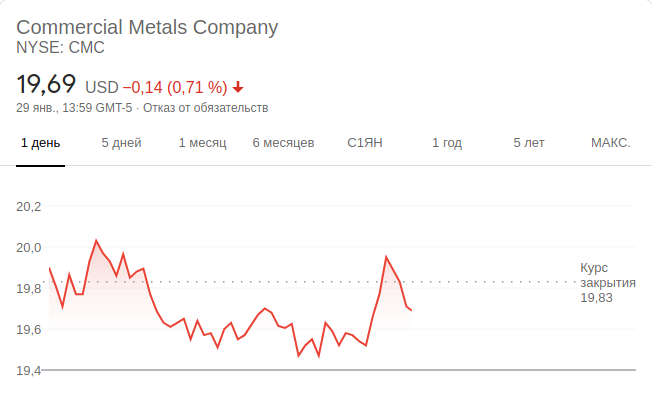 Commercial Metals Company
NYSE: CMC
19,69 USD −0,14 (0,71 %)
29 янв., 13:59 GMT-5 · Отказ от обязательств
1 день 5 дней 1 месяц 6 месяцев С1ЯН 1 год 5 лет МАКС.
20,2
20,0
19,8
19,6
19,4
Курс
закрытия
19,83